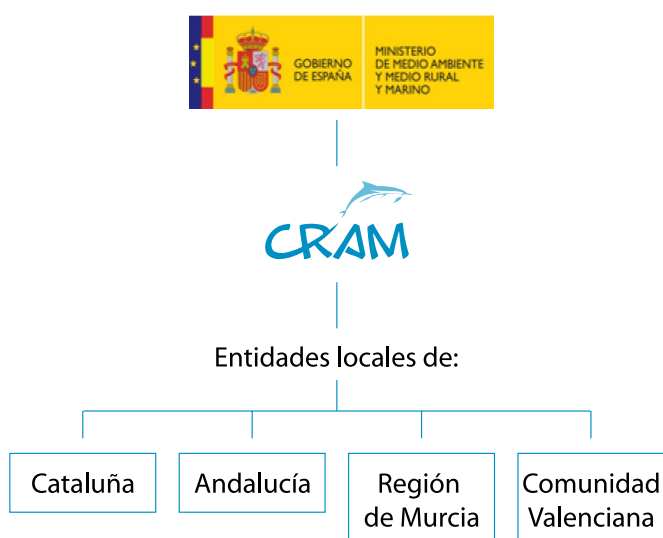 GOBIERNO
DE ESPAÑA
MINISTERIO
DE MEDIO AMBIENTE
Y MEDIO RURAL
Y MARINO
CRAM
Entidades locales de:
Cataluña
Andalucía
Región
de Murcia
Comunidad
Valenciana